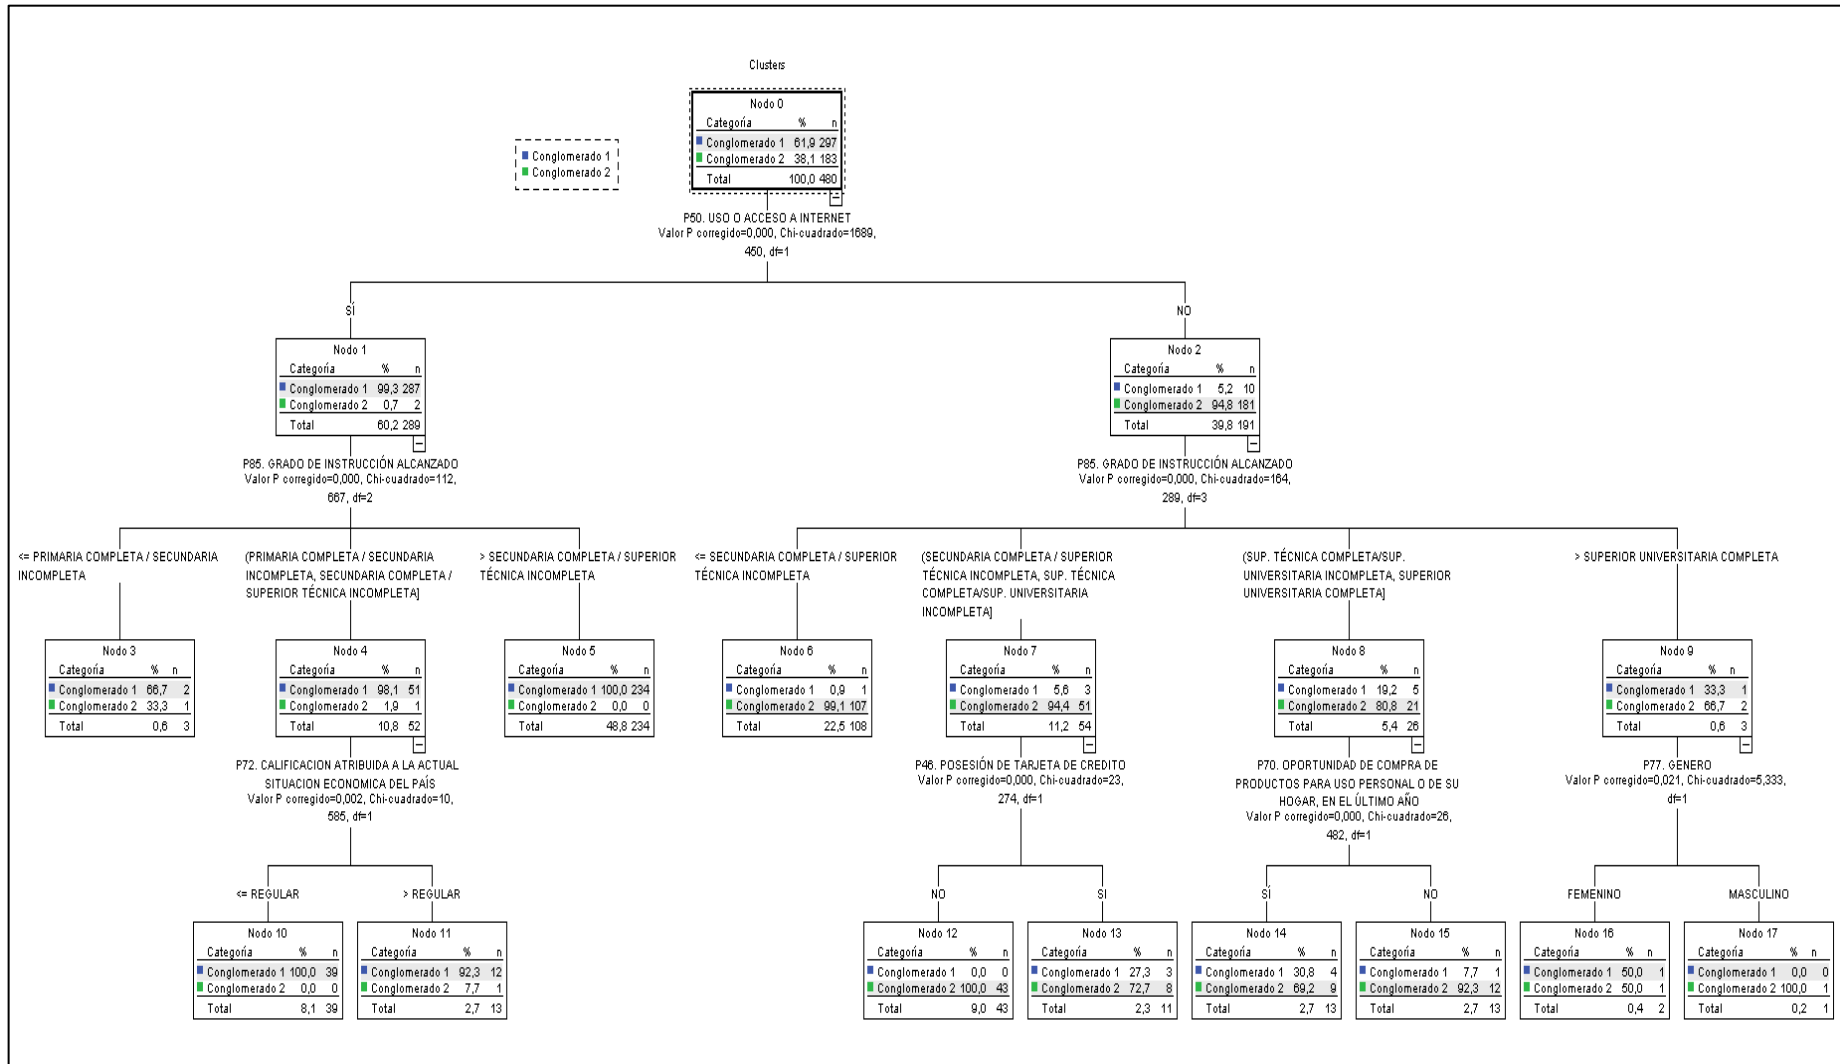 Clusters
Nodo 0
Categoría % n
Conglomerado 1 61,9 297
Conglomerado 2 38,1 183
Total 100,0 480
Conglomerado 1
Conglomerado 2
P50. USO O ACCESO A INTERNET
Valor P corregido=0,000, Chi-cuadrado=1689,
450, df=1
SÍ
NO
Nodo 1
Categoría % n
Conglomerado 1 99,3 287
Conglomerado 2 0,7 2
Total 60,2 289
Nodo 2
Categoría % n
Conglomerado 1 5,2 10
Conglomerado 2 94,8 181
Total 39,8 191
P85. GRADO DE INSTRUCCIÓN ALCANZADO
Valor P corregido=0,000, Chi-cuadrado=112,
667, df=2
P85. GRADO DE INSTRUCCIÓN ALCANZADO
Valor P corregido=0,000, Chi-cuadrado=164,
289, df=3
<= PRIMARIA COMPLETA / SECUNDARIA
INCOMPLETA
(PRIMARIA COMPLETA / SECUNDARIA
INCOMPLETA, SECUNDARIA COMPLETA /
SUPERIOR TÉCNICA INCOMPLETA]
> SECUNDARIA COMPLETA / SUPERIOR
TÉCNICA INCOMPLETA
<= SECUNDARIA COMPLETA / SUPERIOR
TÉCNICA INCOMPLETA
(SECUNDARIA COMPLETA / SUPERIOR
TÉCNICA INCOMPLETA, SUP. TÉCNICA
COMPLETA/SUP. UNIVERSITARIA
INCOMPLETA]
(SUP. TÉCNICA COMPLETA/SUP.
UNIVERSITARIA INCOMPLETA, SUPERIOR
UNIVERSITARIA COMPLETA]
> SUPERIOR UNIVERSITARIA COMPLETA
Nodo 3
Categoría % n
Conglomerado 1 66,7 2
Conglomerado 2 33,3 1
Total 0,6 3
Nodo 4
Categoría % n
Conglomerado 1 98,1 51
Conglomerado 2 1,9 1
Total 10,8 52
Nodo 5
Categoría % n
Conglomerado 1 100,0 234
Conglomerado 2 0,0 0
Total 48,8 234
Nodo 6
Categoría % n
Conglomerado 1 0,9 1
Conglomerado 2 99,1 107
Total 22,5 108
Nodo 7
Categoría % n
Conglomerado 1 5,6 3
Conglomerado 2 94,4 51
Total 11,2 54
Nodo 8
Categoría % n
Conglomerado 1 19,2 5
Conglomerado 2 80,8 21
Total 5,4 26
Nodo 9
Categoría % n
Conglomerado 1 33,3 1
Conglomerado 2 66,7 2
Total 0,6 3
P72. CALIFICACION ATRIBUIDA A LA ACTUAL
SITUACION ECONOMICA DEL PAÍS
Valor P corregido=0,002, Chi-cuadrado=10,
585, df=1
P46. POSESIÓN DE TARJETA DE CREDITO
Valor P corregido=0,000, Chi-cuadrado=23,
274, df=1
P70. OPORTUNIDAD DE COMPRA DE
PRODUCTOS PARA USO PERSONAL O DE SU
HOGAR, EN EL ÚLTIMO AÑO
Valor P corregido=0,000, Chi-cuadrado=26,
482, df=1
P77. GENERO
Valor P corregido=0,021, Chi-cuadrado=5,333,
df=1
<= REGULAR
> REGULAR
NO
SI
SÍ
NO
FEMENINO
MASCULINO
Nodo 10
Categoría % n
Conglomerado 1 100,0 39
Conglomerado 2 0,0 0
Total 8,1 39
Nodo 11
Categoría % n
Conglomerado 1 92,3 12
Conglomerado 2 7,7 1
Total 2,7 13
Nodo 12
Categoría % n
Conglomerado 1 0,0 0
Conglomerado 2 100,0 43
Total 9,0 43
Nodo 13
Categoría % n
Conglomerado 1 27,3 3
Conglomerado 2 72,7 8
Total 2,3 11
Nodo 14
Categoría % n
Conglomerado 1 30,8 4
Conglomerado 2 69,2 9
Total 2,7 13
Nodo 15
Categoría % n
Conglomerado 1 7,7 1
Conglomerado 2 92,3 12
Total 2,7 13
Nodo 16
Categoría % n
Conglomerado 1 50,0 1
Conglomerado 2 50,0 1
Total 0,4 2
Nodo 17
Categoría % n
Conglomerado 1 0,0 0
Conglomerado 2 100,0 1
Total 0,2 1